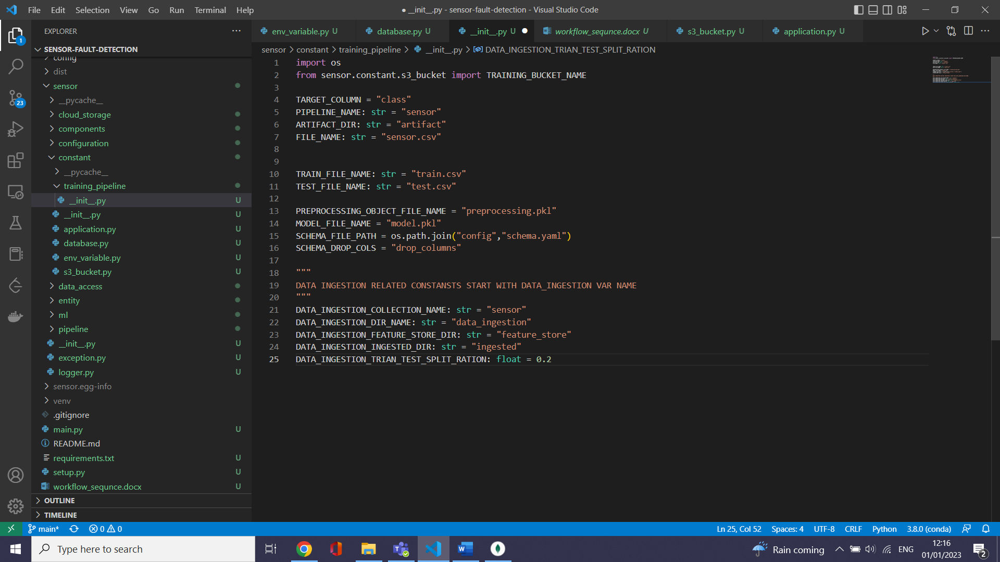 File Edit Selection View Go Run Terminal Help
● __init__.py - sensor-fault-detection - Visual Studio Code
EXPLORER
SENSOR-FAULT-DETECTION
config
dist
sensor
__pycache__
cloud_storage
components
configuration
constant
__pycache__
training_pipeline
__init__.py U
__init__.py U
application.py U
database.py U
env_variable.py U
s3_bucket.py U
data_access
entity
ml
pipeline
__init__.py U
exception.py U
logger.py U
sensor.egg-info
venv
.gitignore
main.py U
README.md
requirements.txt U
setup.py U
workflow_sequnce.docx U
OUTLINE
TIMELINE
1
23
env_variable.py U database.py U __init__.py U ● workflow_sequnce.docx U s3_bucket.py U application.py U
sensor > constant > training_pipeline > __init__.py > DATA_INGESTION_TRIAN_TEST_SPLIT_RATION
1 import os
2 from sensor.constant.s3_bucket import TRAINING_BUCKET_NAME
3
4 TARGET_COLUMN = "class"
5 PIPELINE_NAME: str = "sensor"
6 ARTIFACT_DIR: str = "artifact"
7 FILE_NAME: str = "sensor.csv"
8
9
10 TRAIN_FILE_NAME: str = "train.csv"
11 TEST_FILE_NAME: str = "test.csv"
12
13 PREPROCESSING_OBJECT_FILE_NAME = "preprocessing.pkl"
14 MODEL_FILE_NAME = "model.pkl"
15 SCHEMA_FILE_PATH = os.path.join("config","schema.yaml")
16 SCHEMA_DROP_COLS = "drop_columns"
17
18 """
19 DATA INGESTION RELATED CONSTANSTS START WITH DATA_INGESTION VAR NAME
20 """
21 DATA_INGESTION_COLLECTION_NAME: str = "sensor"
22 DATA_INGESTION_DIR_NAME: str = "data_ingestion"
23 DATA_INGESTION_FEATURE_STORE_DIR: str = "feature_store"
24 DATA_INGESTION_INGESTED_DIR: str = "ingested"
25 DATA_INGESTION_TRIAN_TEST_SPLIT_RATION: float = 0.2
main* 0 0
Ln 25, Col 52 Spaces: 4 UTF-8 CRLF Python 3.8.0 (conda)
Type here to search
Rain coming ENG
12:16
01/01/2023
2